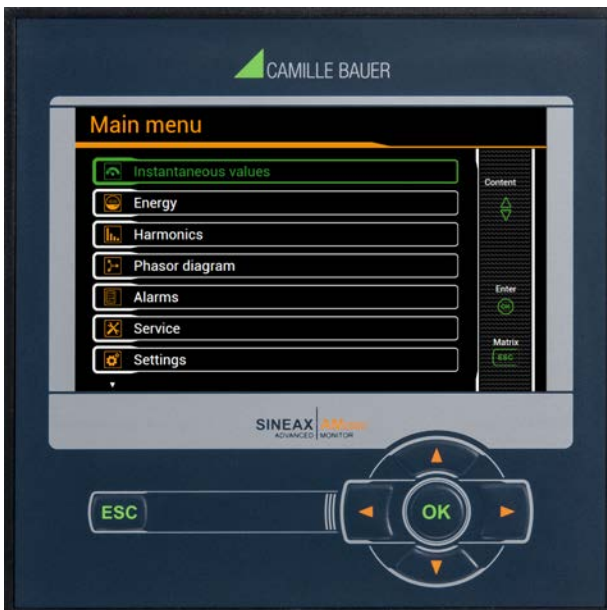 CAMILLE BAUER
Main menu
Instantaneous values
Content
Energy
Harmonics
Phasor diagram
Alarms
Enter
OK
Service
Matrix
ESC
Settings
SINEAX
ADVANCED MONITOR
ESC
OK